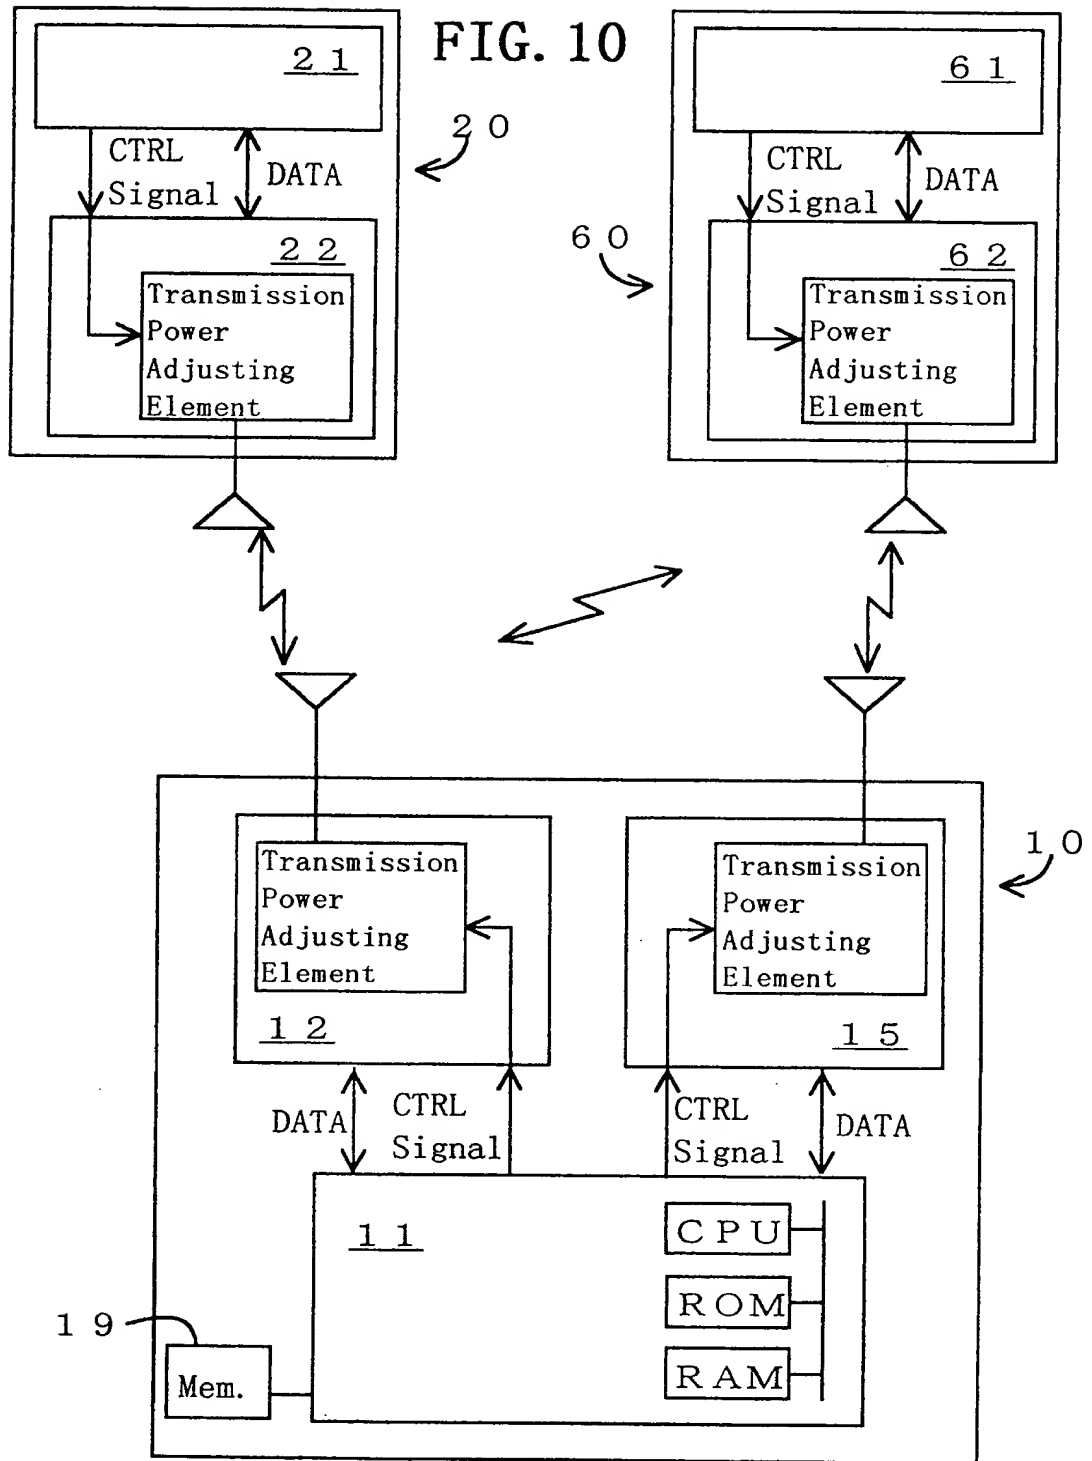 FIG. 10
21
CTRL
Signal
DATA
20
22
Transmission
Power
Adjusting
Element
61
CTRL
Signal
DATA
60
62
Transmission
Power
Adjusting
Element
10
Transmission
Power
Adjusting
Element
12
Transmission
Power
Adjusting
Element
15
DATA
CTRL
Signal
CTRL
Signal
DATA
11
CPU
ROM
RAM
19
Mem.